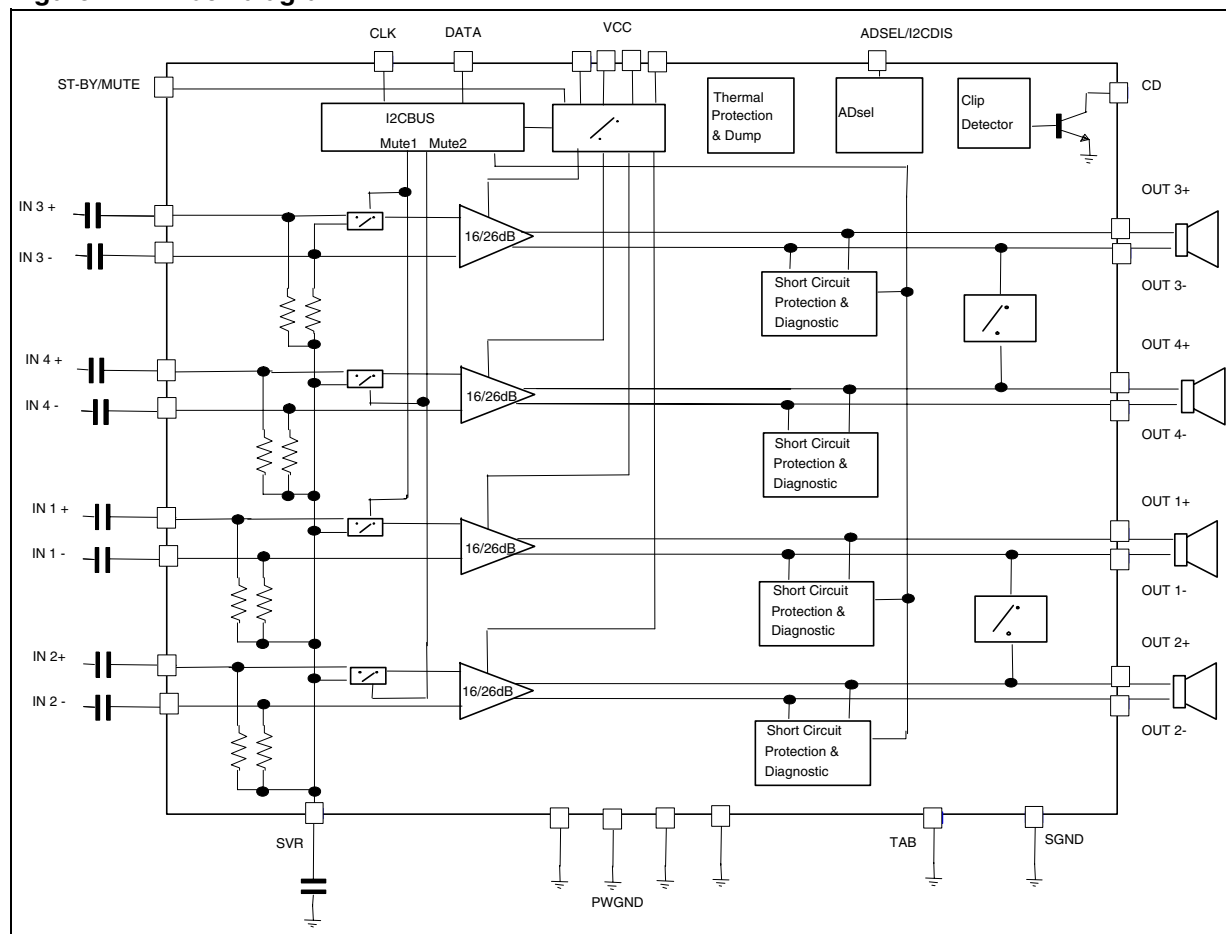 CLK
DATA
VCC
ADSEL/I2CDIS
ST-BY/MUTE
CD
I2CBUS
Mute1 Mute2
Thermal
Protection
& Dump
ADsel
Clip
Detector
IN 3 +
IN 3 -
16/26dB
Short Circuit
Protection &
Diagnostic
OUT 3+
OUT 3-
IN 4 +
IN 4 -
16/26dB
Short Circuit
Protection &
Diagnostic
OUT 4+
OUT 4-
IN 1 +
IN 1 -
16/26dB
Short Circuit
Protection &
Diagnostic
OUT 1+
OUT 1-
IN 2+
IN 2 -
16/26dB
Short Circuit
Protection &
Diagnostic
OUT 2+
OUT 2-
SVR
PWGND
TAB
SGND